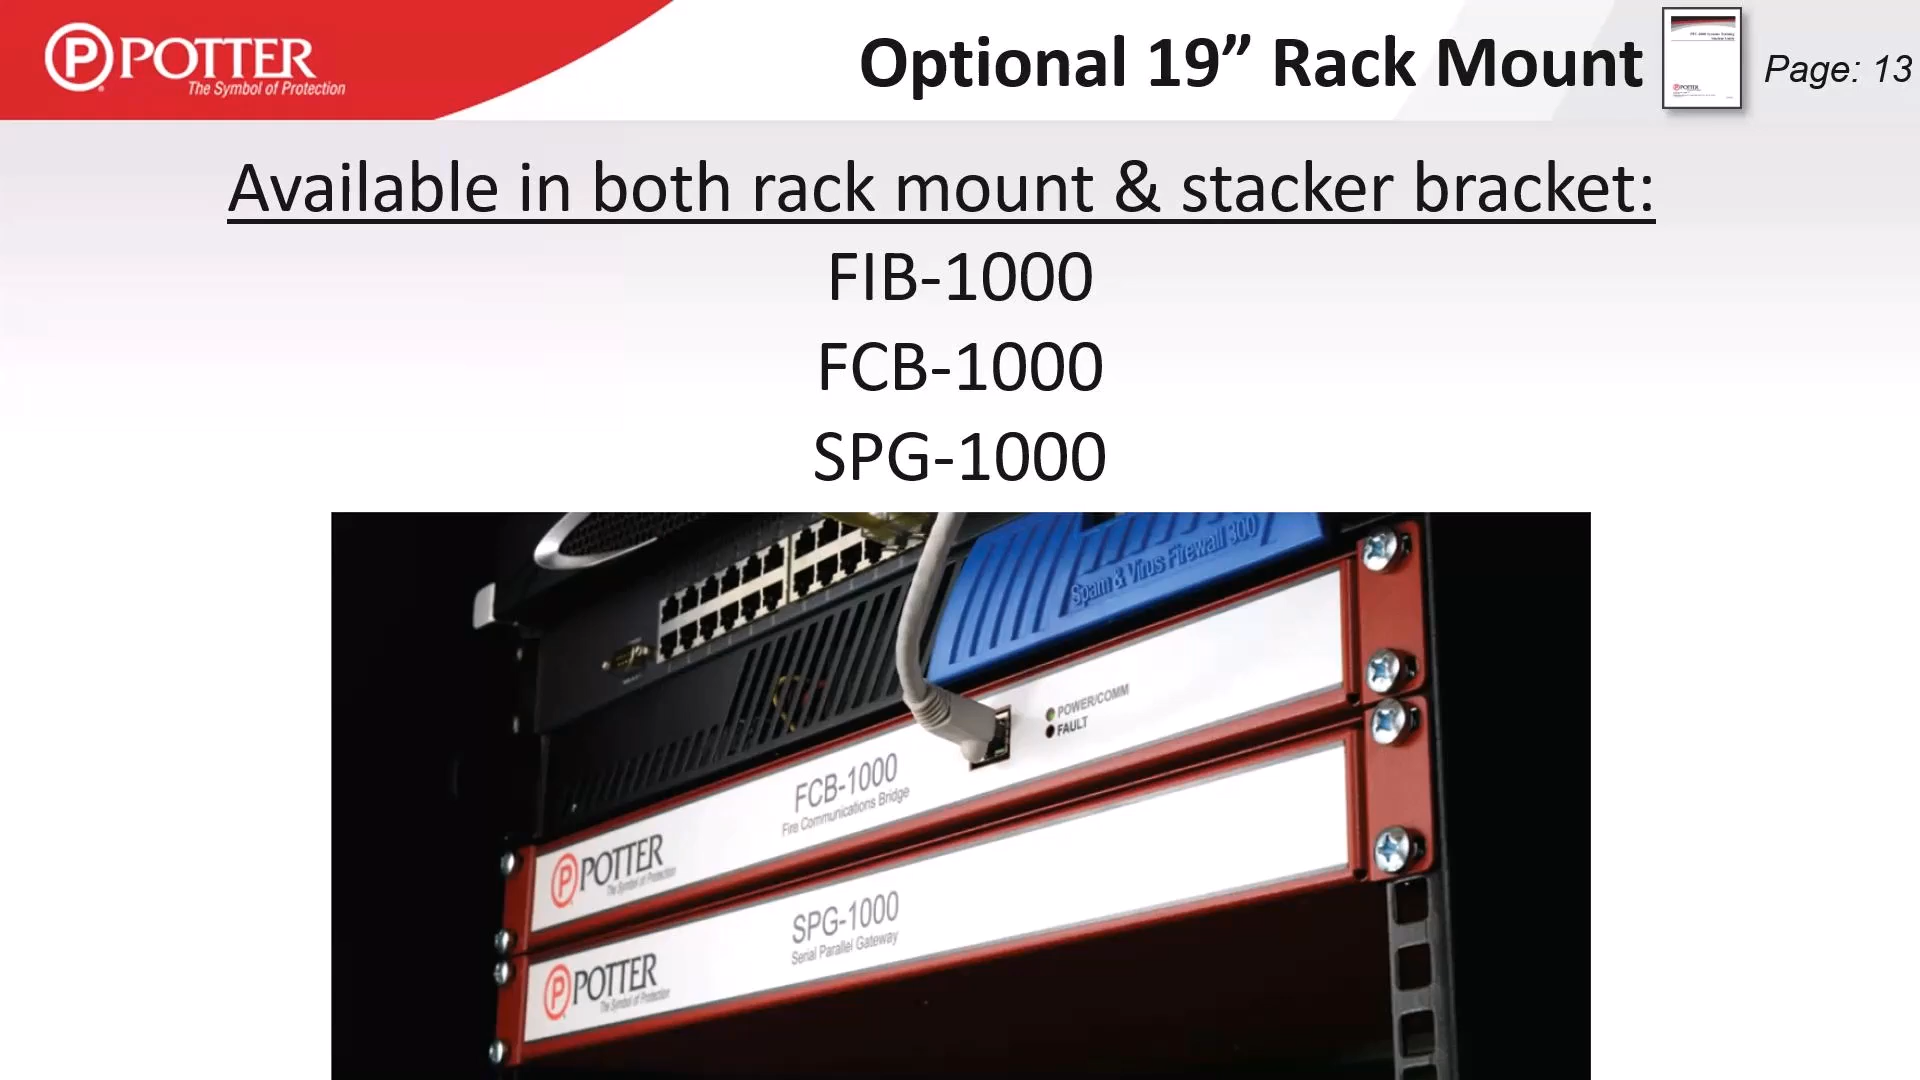 POTTER
The Symbol of Protection
Optional 19” Rack Mount
Page: 13
POTTER
Available in both rack mount & stacker bracket:
FIB-1000
FCB-1000
SPG-1000
Spam & Virus Firewall 300
POWER/COMM
FAULT
FCB-1000
Fire Communications Bridge
POTTER
The Symbol of Protection
SPG-1000
Serial Parallel Gateway
POTTER
The Symbol of Protection